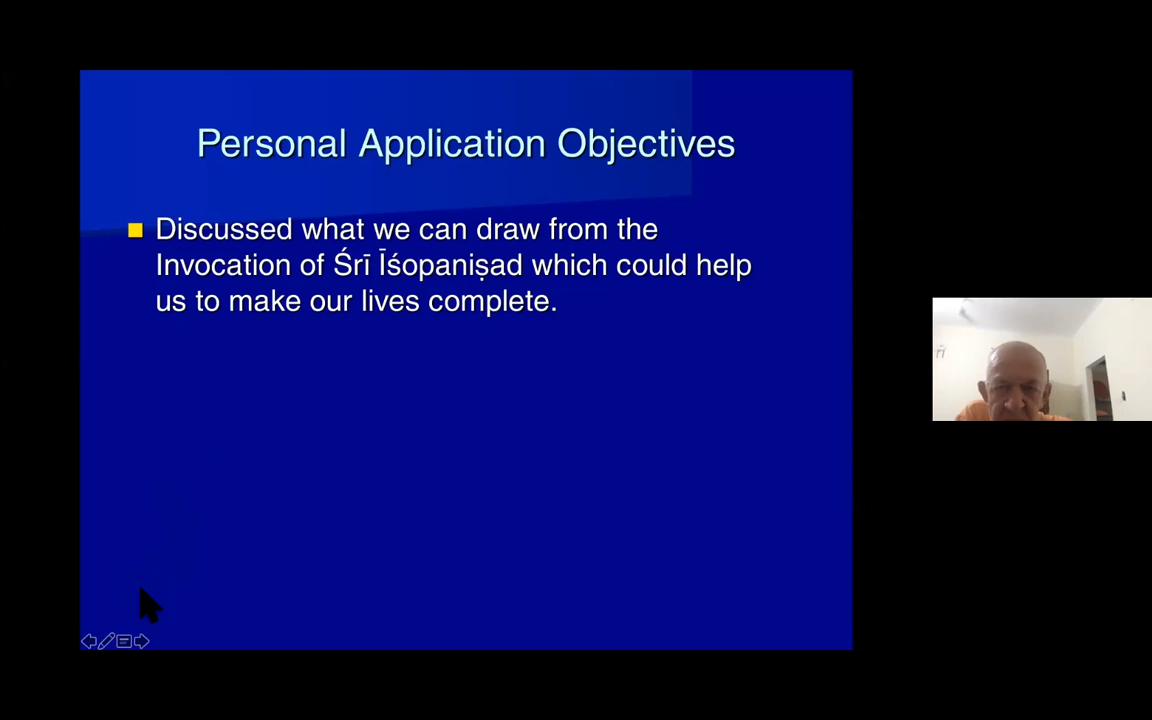 Personal Application Objectives
Discussed what we can draw from the
Invocation of Śrī Īśopaniṣad which could help
us to make our lives complete.